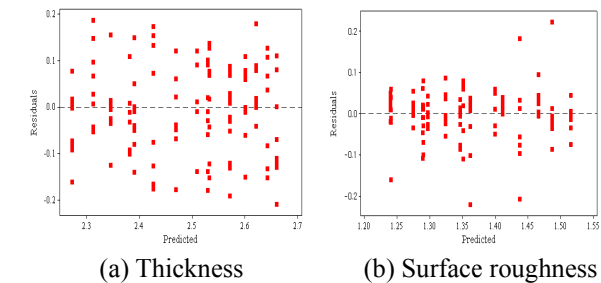 0.2
0.1
0.0
-0.1
-0.2
Residuals
2.3 2.4 2.5 2.6 2.7
Predicted
(a) Thickness
0.2
0.1
0.0
-0.1
-0.2
Residuals
1.20 1.25 1.30 1.35 1.40 1.45 1.50 1.55
Predicted
(b) Surface roughness